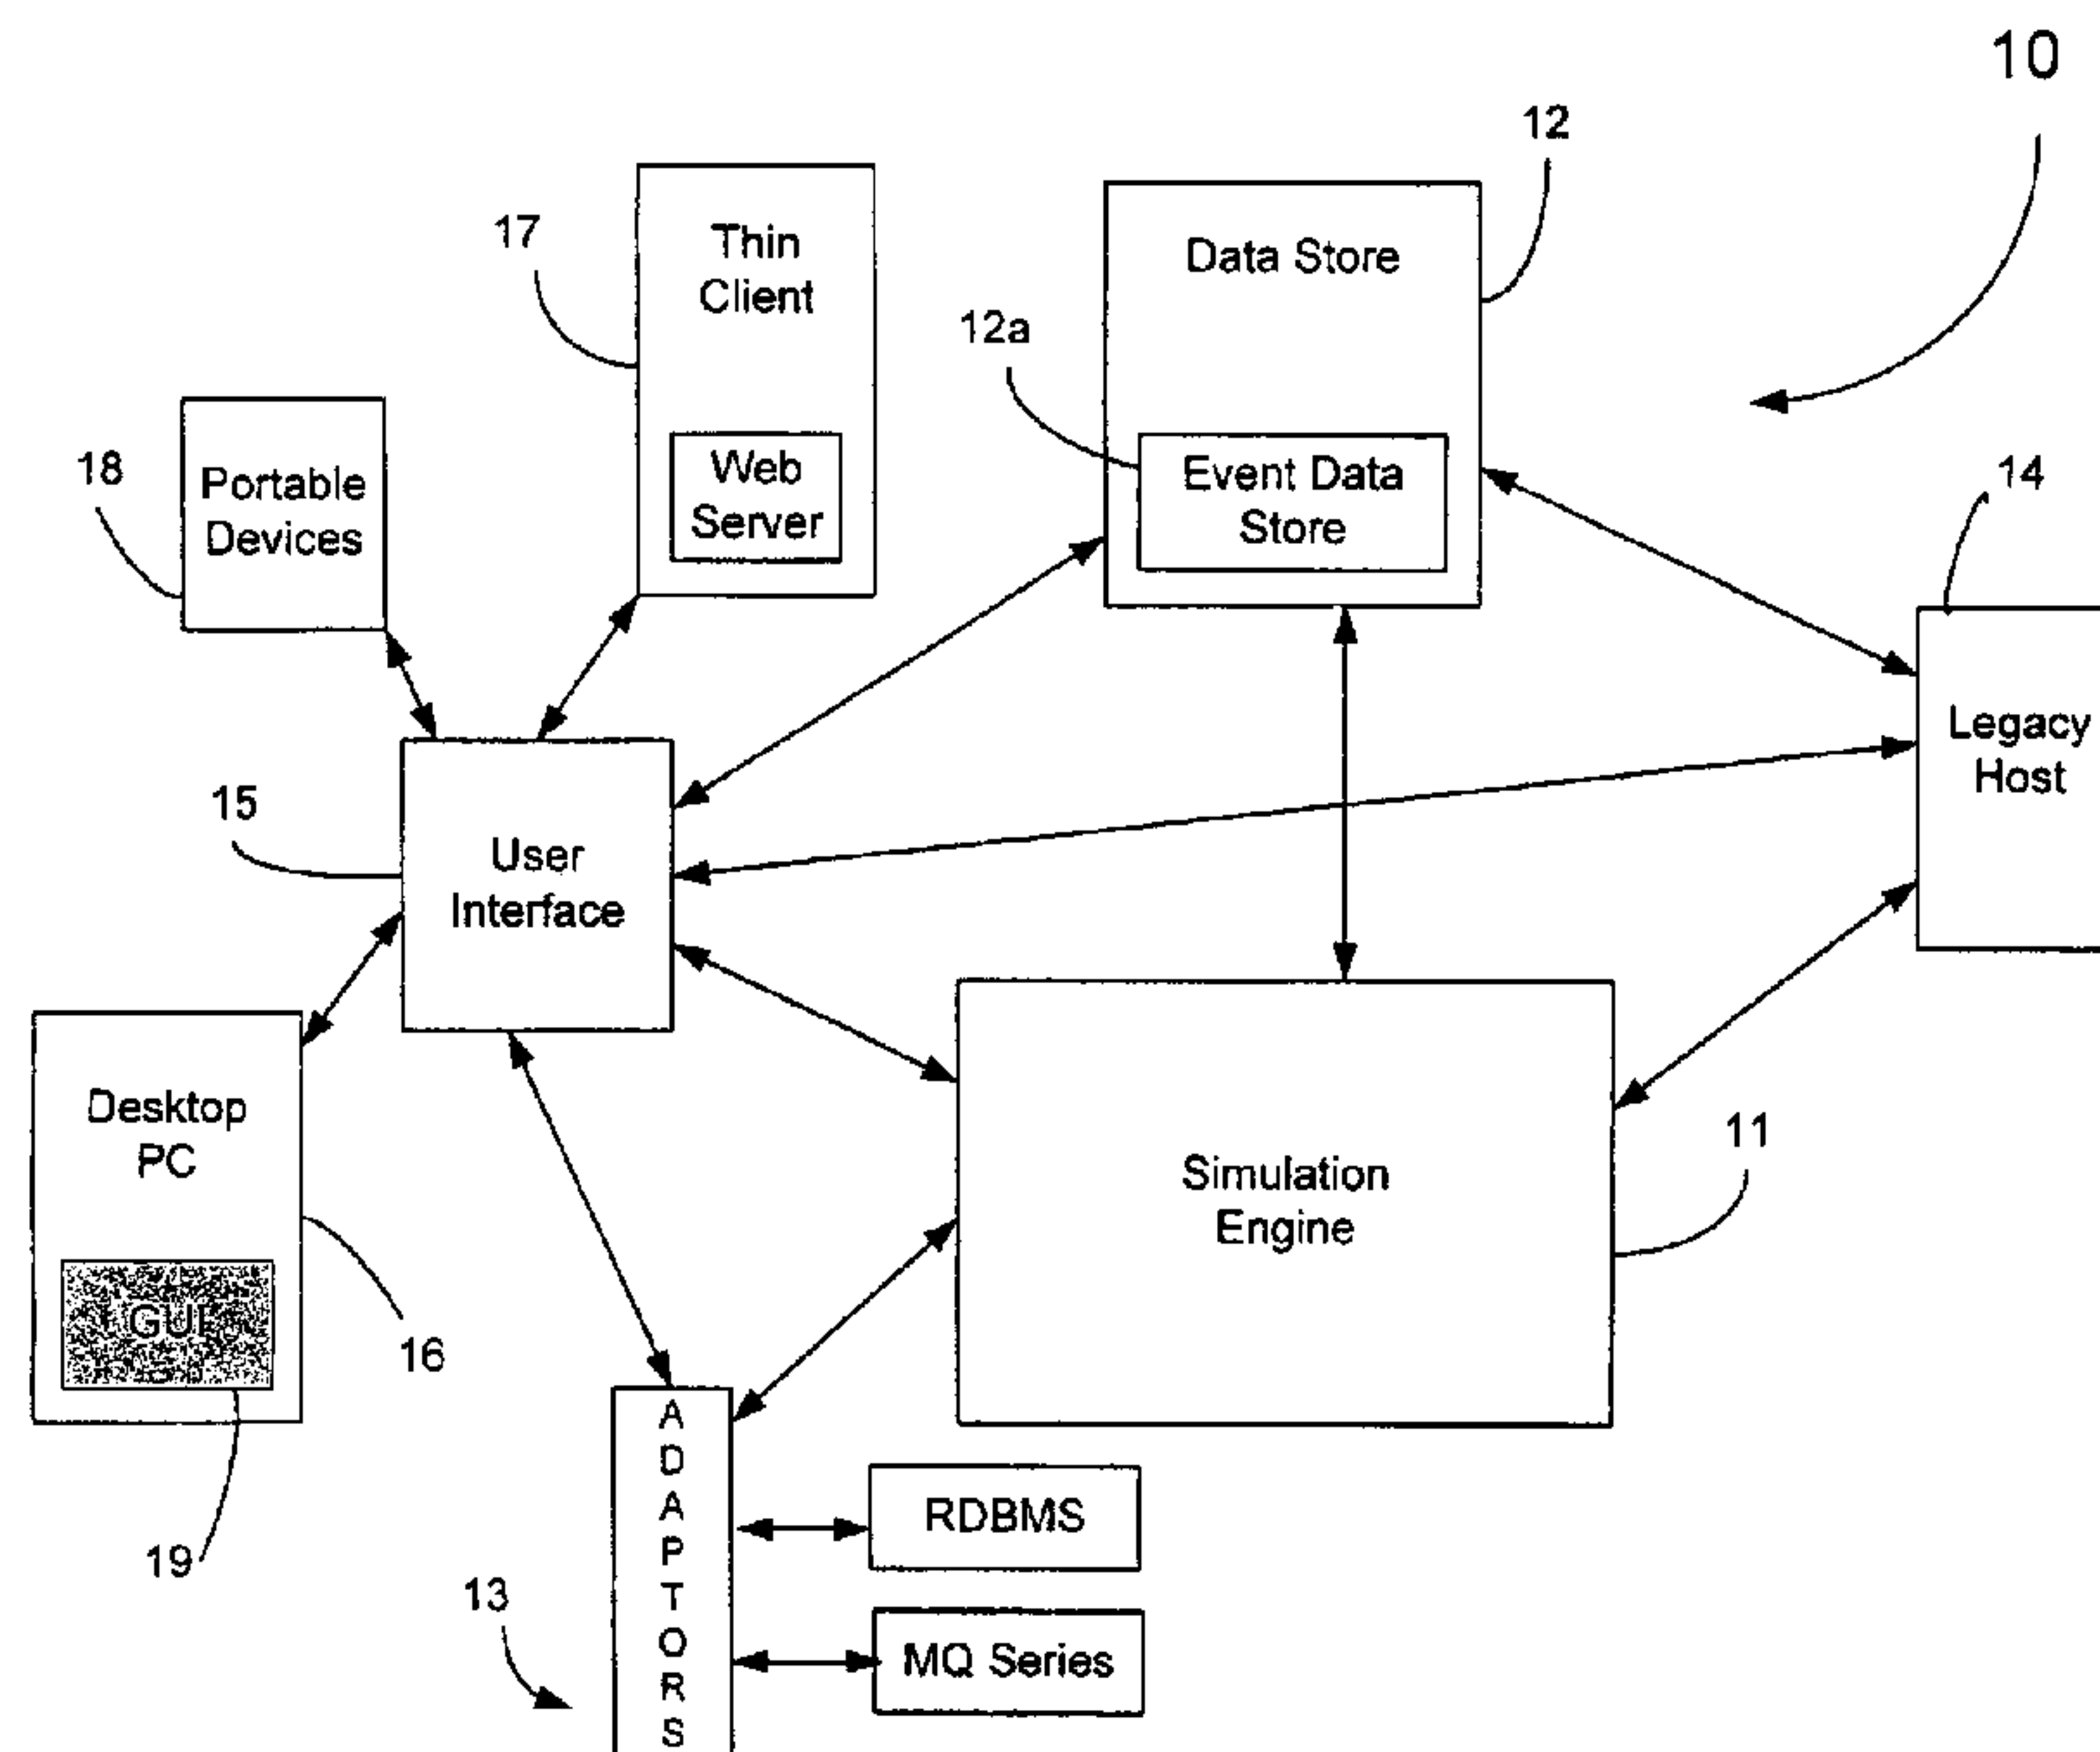 10
12
17
Thin
Client
Data Store
12a
18
Portable
Devices
Web
Server
Event Data
Store
14
Legacy
Host
15
User
Interface
Desktop
PC
11
Simulation
Engine
GUI
16
19
13
ADAPTORS
RDBMS
MQ Series